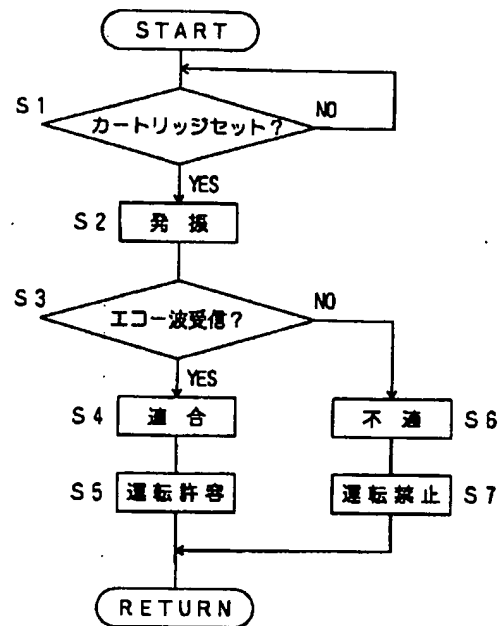 START
S1 カートリッジセット? NO
YES
S2 発振
S3 エコー波受信? NO
YES
S4 適合
不適 S6
S5 運転許容
運転禁止 S7
RETURN